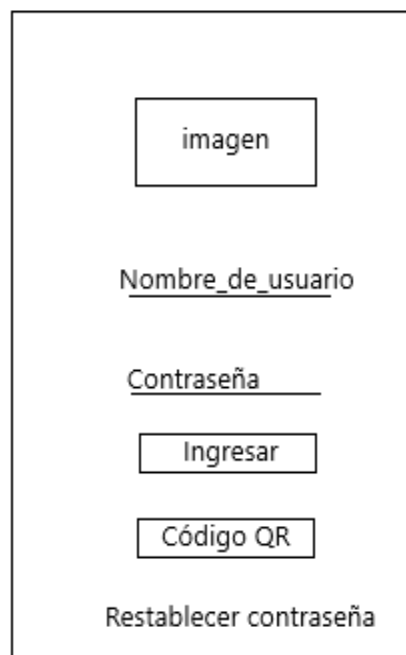 imagen
Nombre_de_usuario
Contraseña
Ingresar
Código QR
Restablecer contraseña